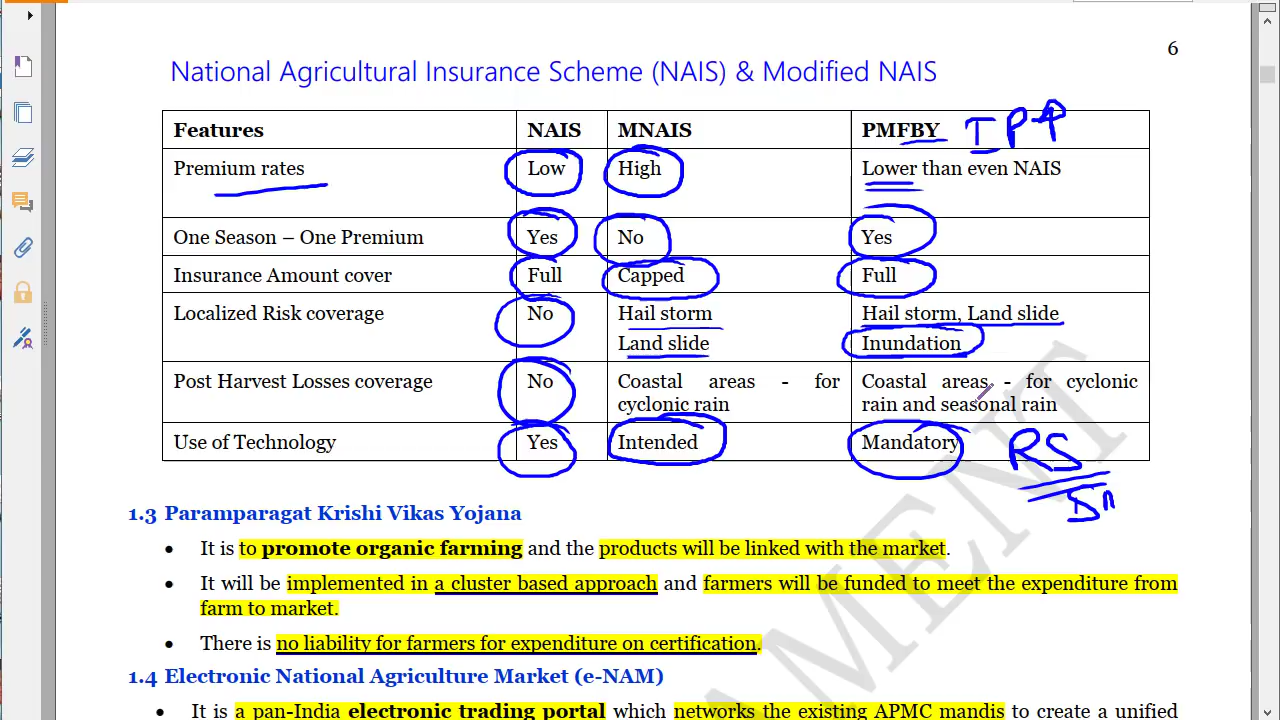 6
National Agricultural Insurance Scheme (NAIS) & Modified NAIS
Features NAIS MNAIS PMFBY I P
Premium rates Low High Lower than even NAIS
One Season – One Premium Yes No Yes
Insurance Amount cover Full Capped Full
Localized Risk coverage No Hail storm Hail storm, Land slide
Land slide Inundation
Post Harvest Losses coverage No Coastal areas - for Coastal areas - for cyclonic
cyclonic rain rain and seasonal rain
Use of Technology Yes Intended Mandatory RS
1.3 Paramparagat Krishi Vikas Yojana
• It is to promote organic farming and the products will be linked with the market.
• It will be implemented in a cluster based approach and farmers will be funded to meet the expenditure from
farm to market.
• There is no liability for farmers for expenditure on certification.
1.4 Electronic National Agriculture Market (e-NAM)
• It is a pan-India electronic trading portal which networks the existing APMC mandis to create a unified